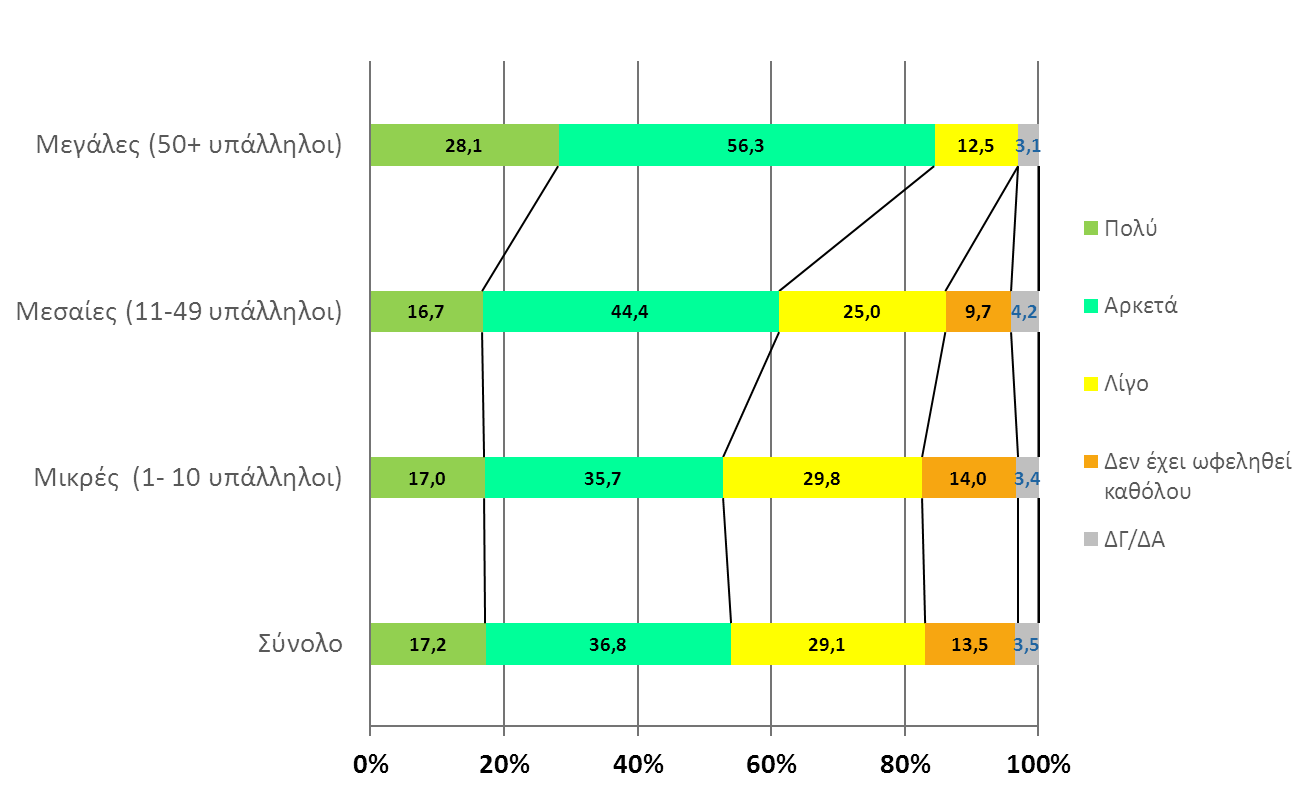 Μεγάλες (50+ υπάλληλοι)
28,1
56,3
12,5
3,1
Μεσαίες (11-49 υπάλληλοι)
16,7
44,4
25,0
9,7
4,2
Μικρές  (1- 10 υπάλληλοι)
17,0
35,7
29,8
14,0
3,4
Σύνολο
17,2
36,8
29,1
13,5
3,5
0%
20%
40%
60%
80%
100%
Πολύ
Αρκετά
Λίγο
Δεν έχει ωφεληθεί
καθόλου
ΔΓ/ΔΑ